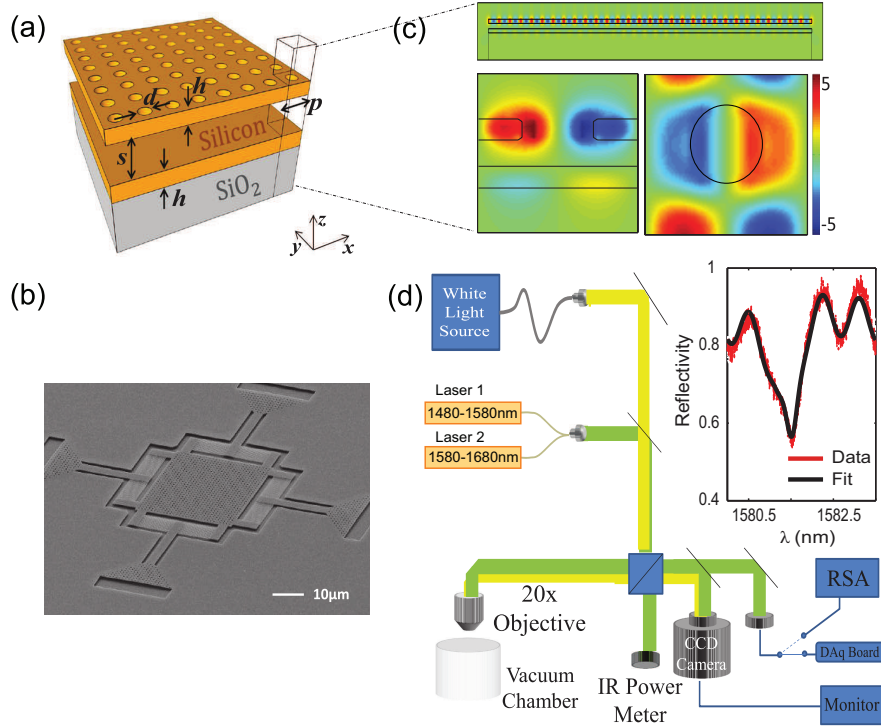 (a)
d
h
p
s
Silicon
h
SiO2
z
y
x
(c)
5
-5
(b)
10μm
(d)
White
Light
Source
Laser 1
1480-1580nm
Laser 2
1580-1680nm
1
0.8
0.6
0.4
Reflectivity
Data
Fit
1580.5
1582.5
λ (nm)
20x
Objective
Vacuum
Chamber
IR Power
Meter
CCD
Camera
RSA
DAq Board
Monitor